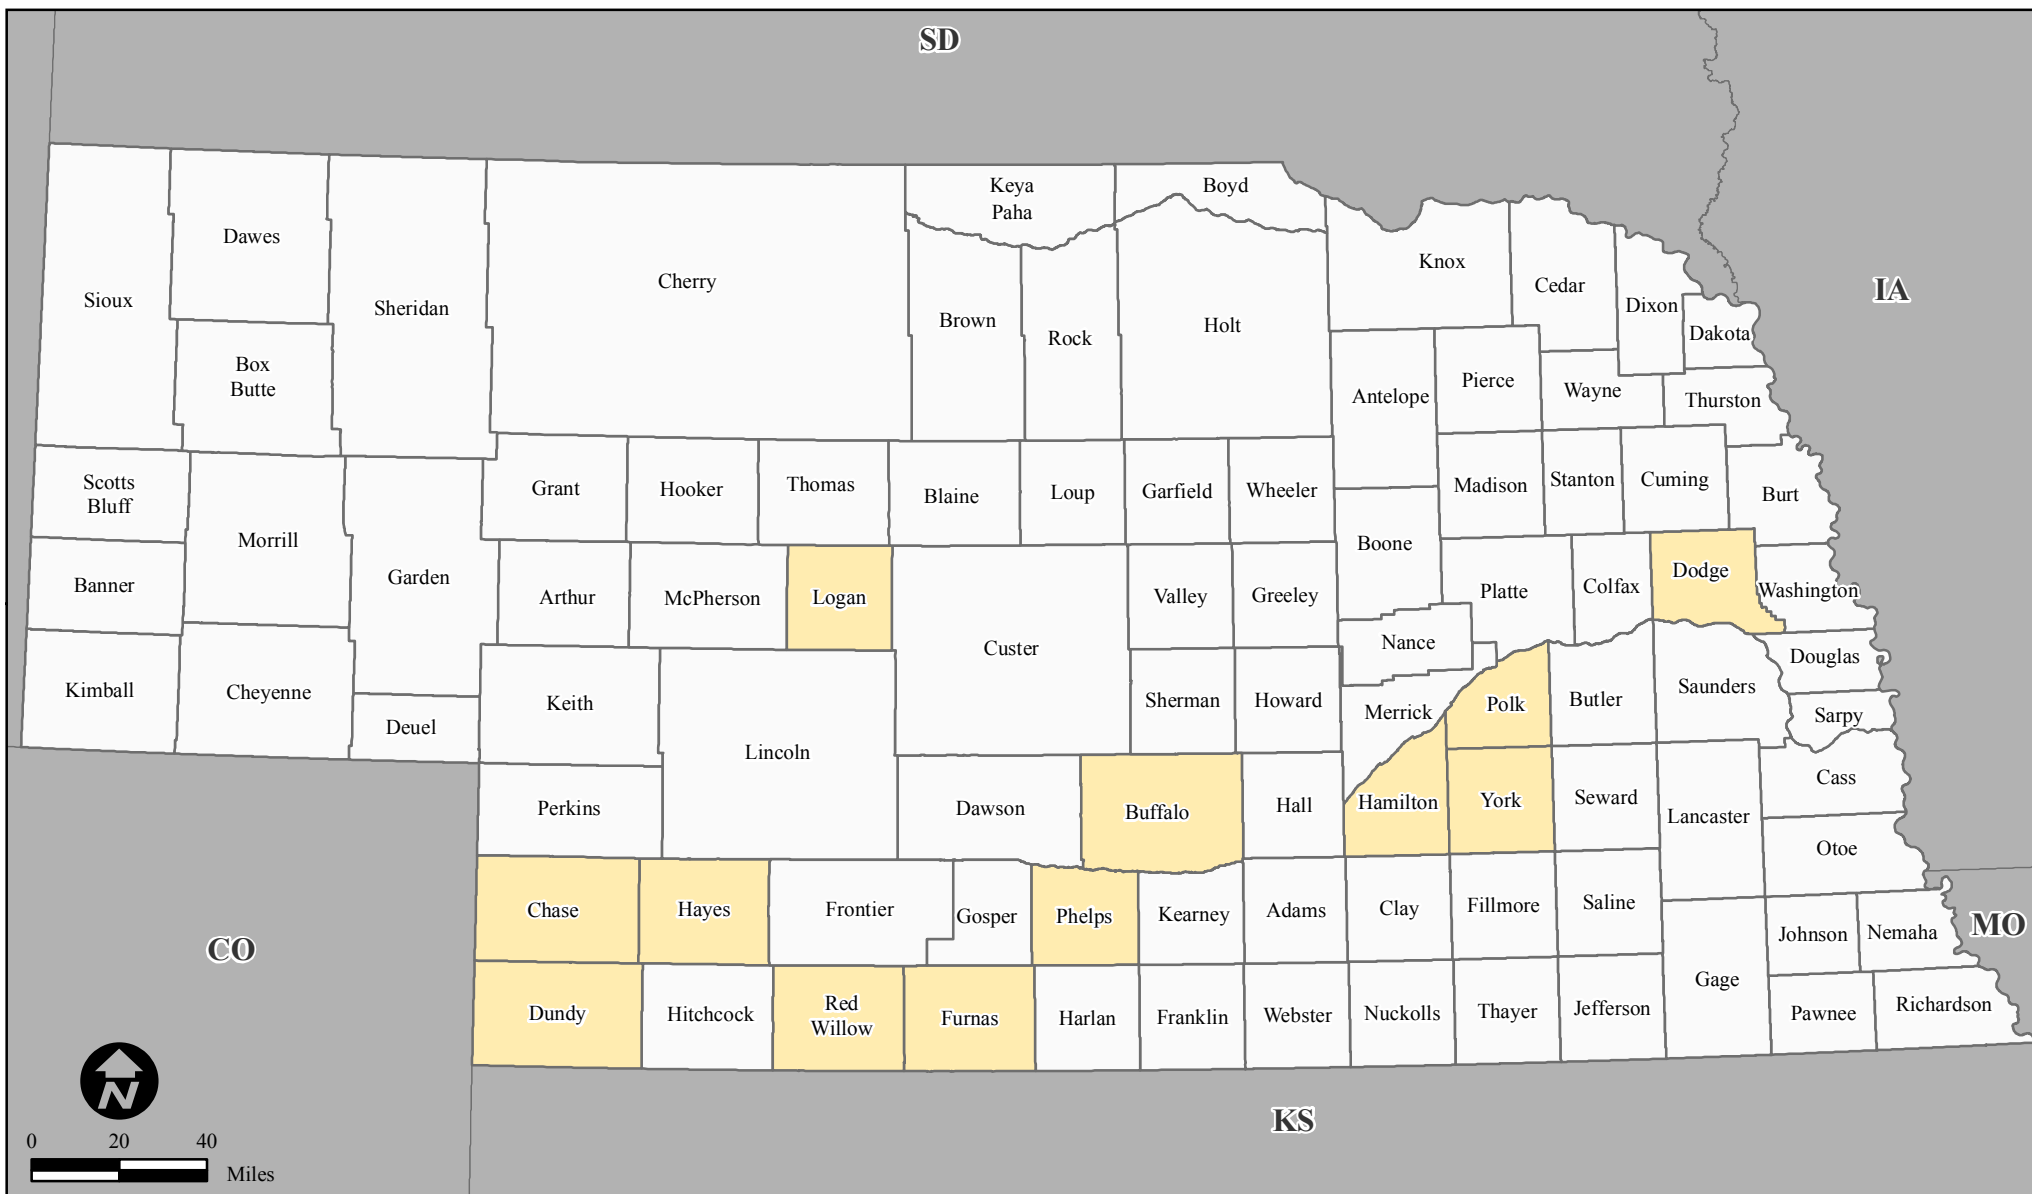 SD
Keya
Paha
Boyd
Dawes
Knox
Cherry
Cedar
IA
Sioux
Sheridan
Dixon
Brown
Holt
Rock
Dakota
Box
Butte
Pierce
Antelope
Wayne
Thurston
Scotts
Bluff
Grant
Hooker
Thomas
Blaine
Loup
Garfield
Wheeler
Madison
Stanton
Cuming
Burt
Morrill
Boone
Banner
Garden
Arthur
McPherson
Logan
Valley
Greeley
Platte
Colfax
Dodge
Washington
Custer
Nance
Douglas
Kimball
Cheyenne
Keith
Sherman
Howard
Merrick
Polk
Butler
Saunders
Sarpy
Deuel
Lincoln
Perkins
Dawson
Buffalo
Hall
Hamilton
York
Seward
Lancaster
Cass
Otoe
Chase
Hayes
Frontier
Gosper
Phelps
Kearney
Adams
Clay
Fillmore
Saline
Johnson
Nemaha
MO
CO
Gage
Dundy
Hitchcock
Red
Willow
Furnas
Harlan
Franklin
Webster
Nuckolls
Thayer
Jefferson
Pawnee
Richardson
N
KS
0 20 40
Miles